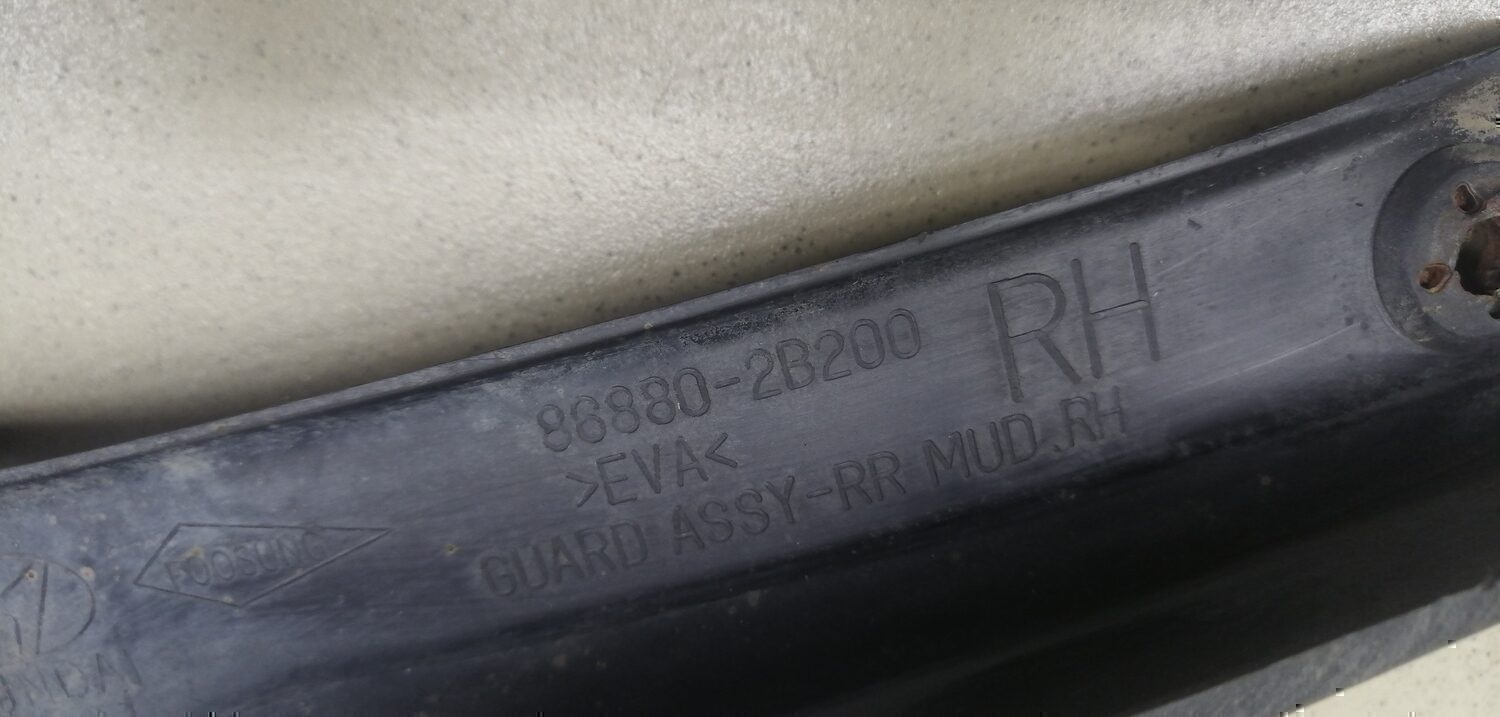 86880-2B200
RH
>EVA<
GUARD ASSY-RR MUD.RH
FOOSUNG